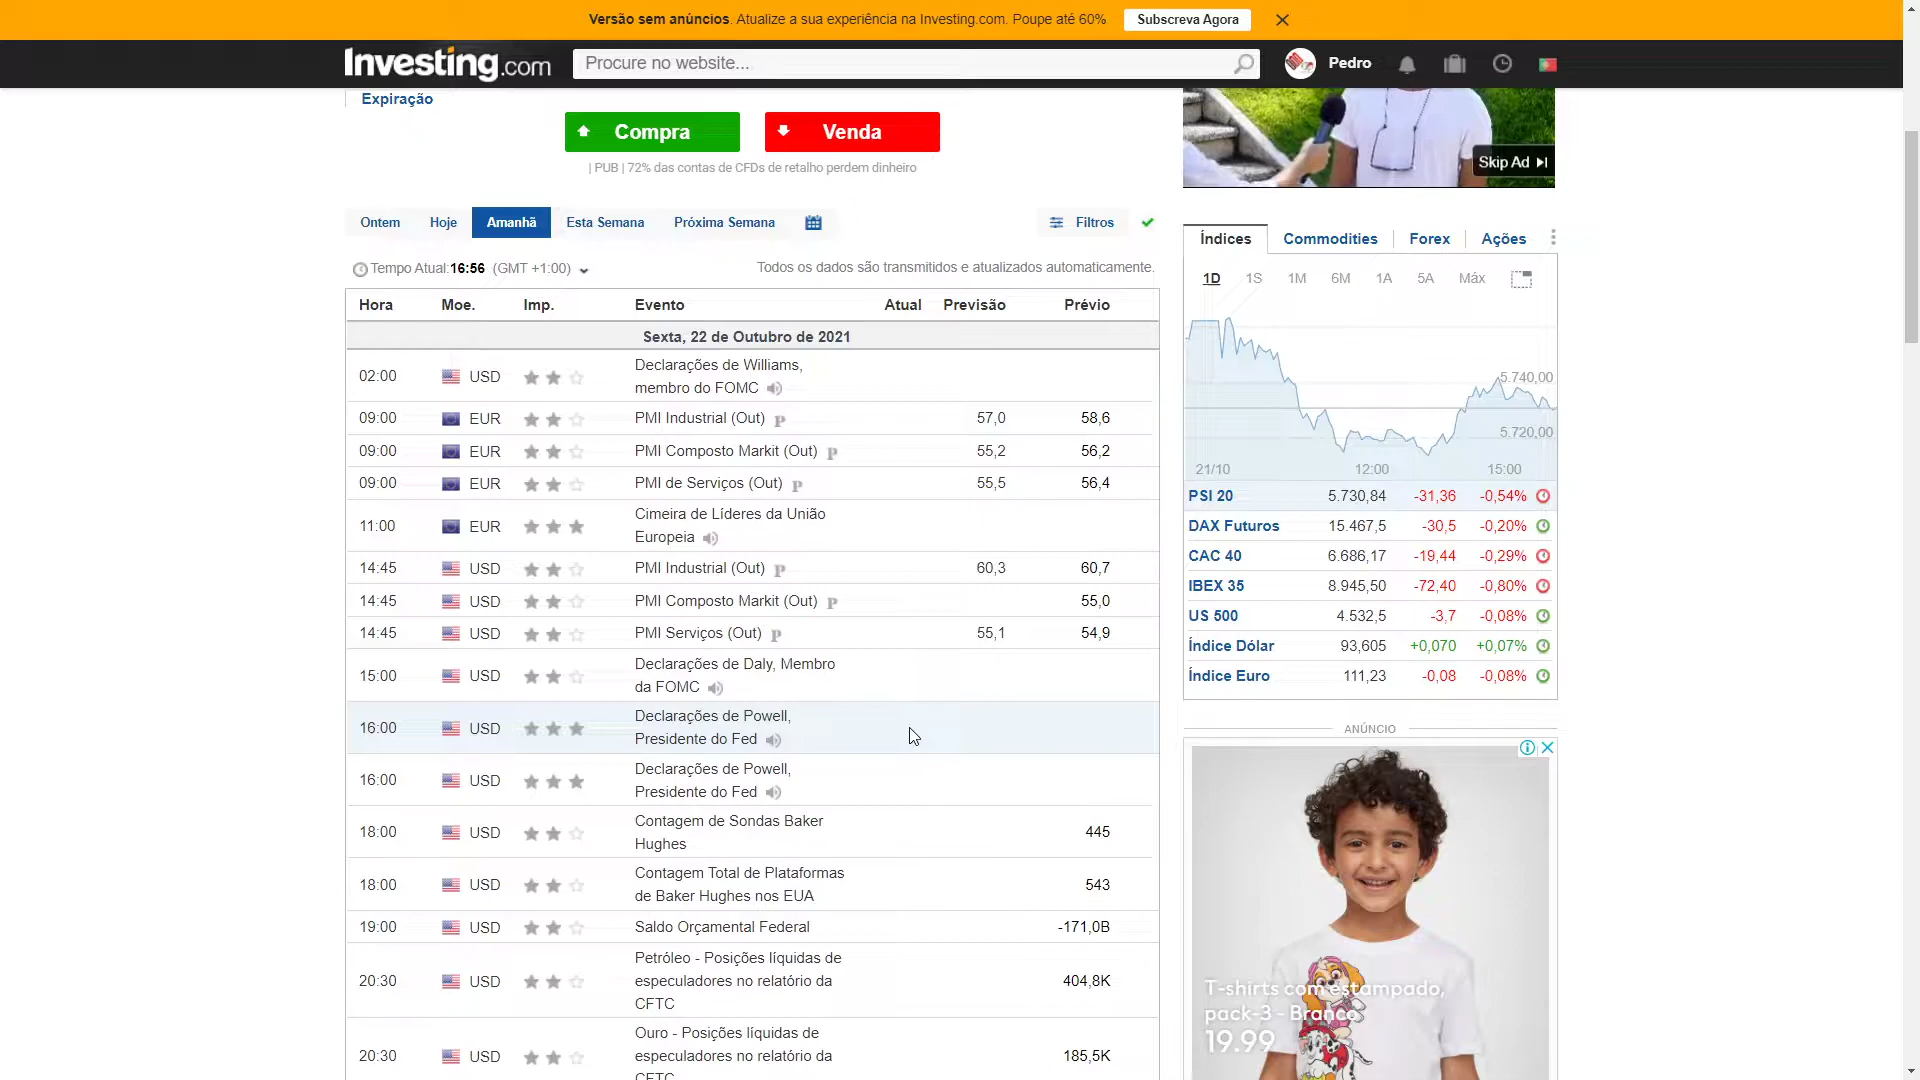 Versão sem anúncios. Atualize a sua experiência na Investing.com. Poupe até 60% Subscreva Agora
Investing.com Procure no website... Pedro
Expiração
Compra Venda
| PUB | 72% das contas de CFDs de retalho perdem dinheiro
Skip Ad
Ontem Hoje Amanhã Esta Semana Próxima Semana Filtros
Tempo Atual:16:56 (GMT +1:00) Todos os dados são transmitidos e atualizados automaticamente.
Hora Moe. Imp. Evento Atual Previsão Prévio
Sexta, 22 de Outubro de 2021
02:00 USD Declarações de Williams,
membro do FOMC
09:00 EUR PMI Industrial (Out) P 57,0 58,6
09:00 EUR PMI Composto Markit (Out) P 55,2 56,2
09:00 EUR PMI de Serviços (Out) P 55,5 56,4
11:00 EUR Cimeira de Líderes da União
Europeia
14:45 USD PMI Industrial (Out) P 60,3 60,7
14:45 USD PMI Composto Markit (Out) P 55,0
14:45 USD PMI Serviços (Out) P 55,1 54,9
15:00 USD Declarações de Daly, Membro
da FOMC
16:00 USD Declarações de Powell,
Presidente do Fed
16:00 USD Declarações de Powell,
Presidente do Fed
18:00 USD Contagem de Sondas Baker
Hughes 445
18:00 USD Contagem Total de Plataformas
de Baker Hughes nos EUA 543
19:00 USD Saldo Orçamental Federal -171,0B
20:30 USD Petróleo - Posições líquidas de
especuladores no relatório da
CFTC 404,8K
20:30 USD Ouro - Posições líquidas de
especuladores no relatório da
CFTC 185,5K
Índices Commodities Forex Ações
1D 1S 1M 6M 1A 5A Máx
5.740,00
5.720,00
21/10 12:00 15:00
PSI 20 5.730,84 -31,36 -0,54%
DAX Futuros 15.467,5 -30,5 -0,20%
CAC 40 6.686,17 -19,44 -0,29%
IBEX 35 8.945,50 -72,40 -0,80%
US 500 4.532,5 -3,7 -0,08%
Índice Dólar 93,605 +0,070 +0,07%
Índice Euro 111,23 -0,08 -0,08%
ANÚNCIO
T-shirts com estampado,
pack-3 - Branco
19.99